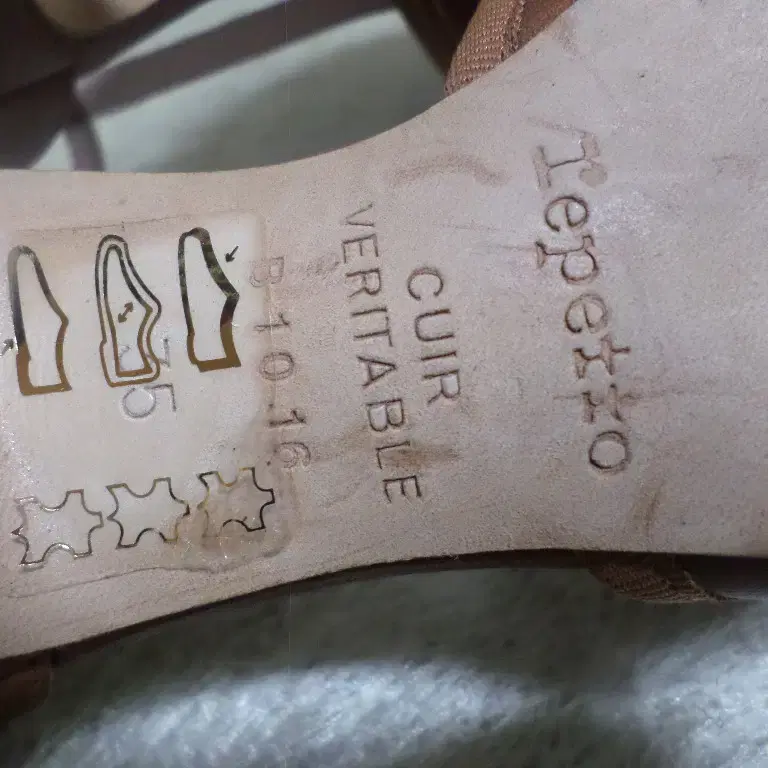 repetto
CUIR
VERITABLE
B 10 16
35